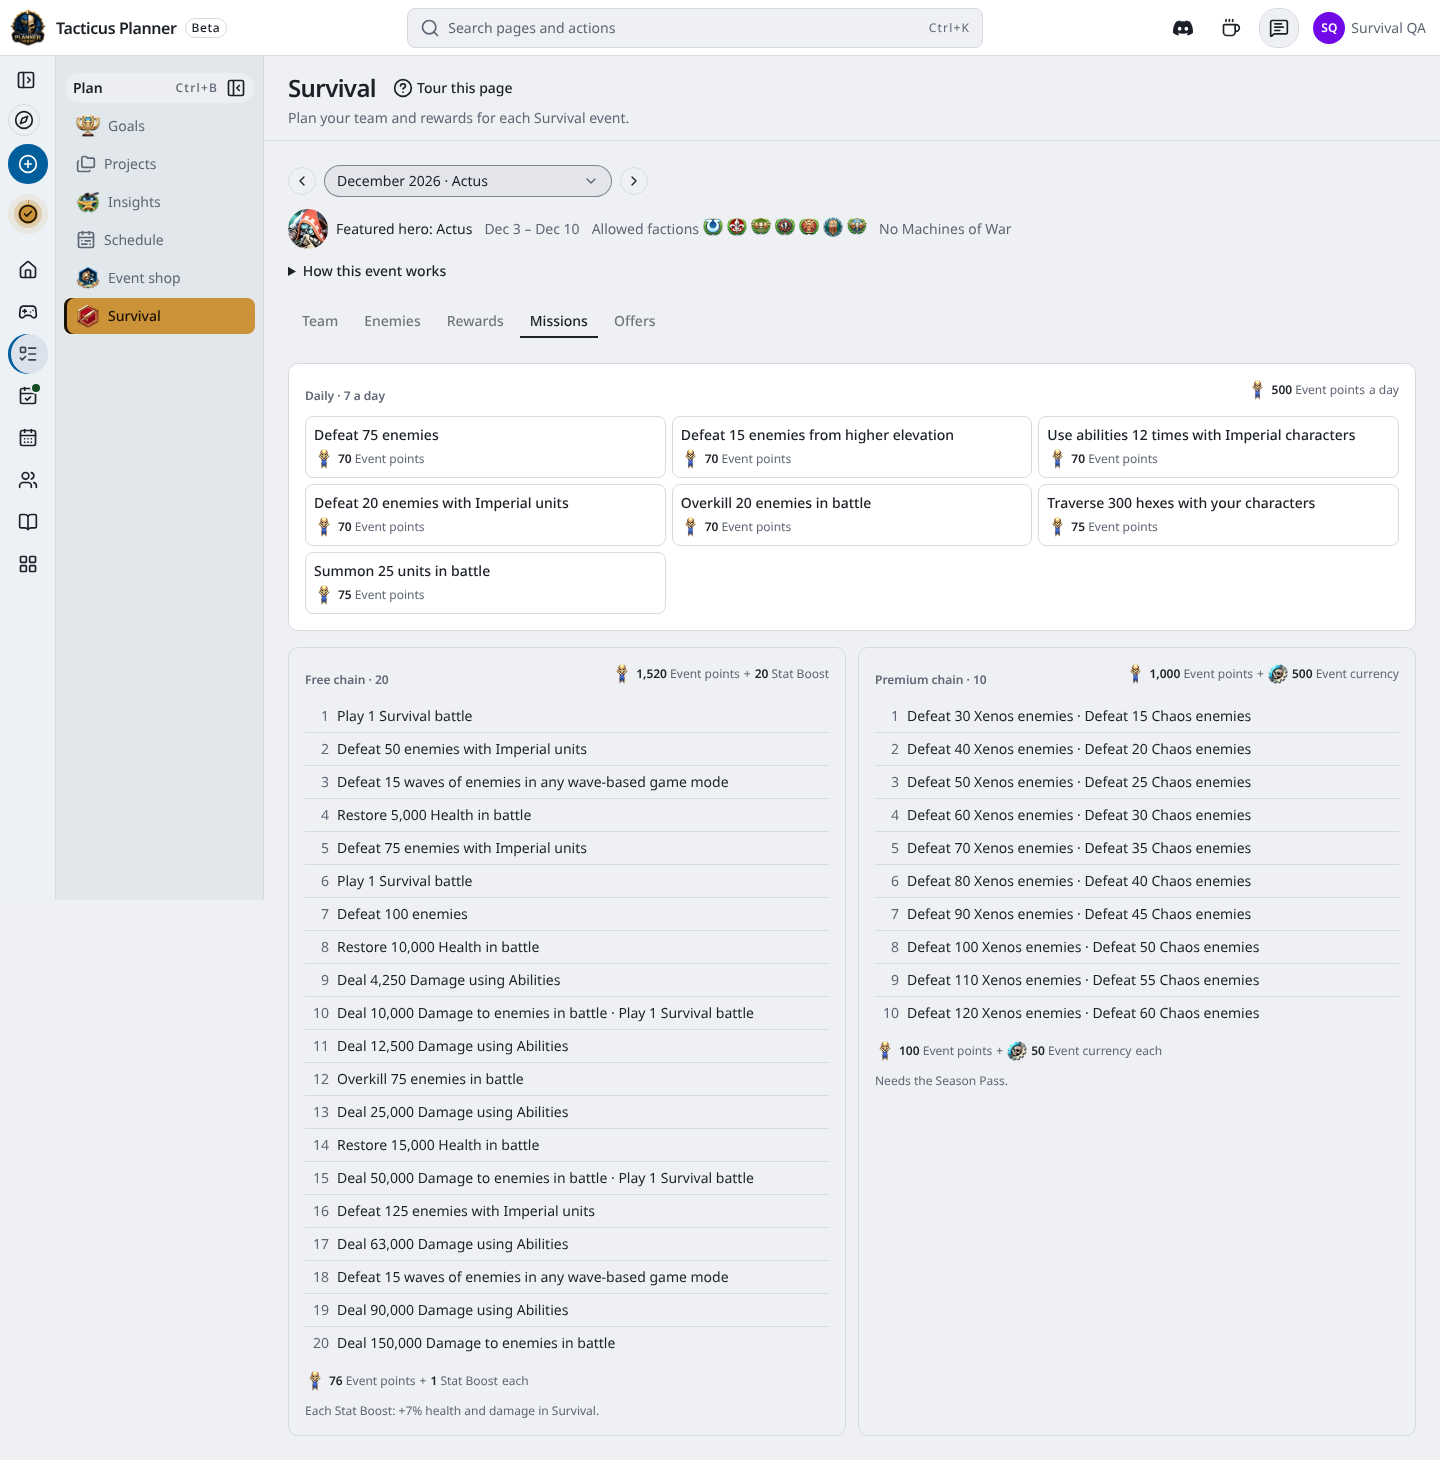 Tacticus Planner Beta
Search pages and actions Ctrl+K
SQ Survival QA
Plan Ctrl+B
Goals
Projects
Insights
Schedule
Event shop
Survival
Survival Tour this page
Plan your team and rewards for each Survival event.
December 2026 · Actus
Featured hero: Actus Dec 3 – Dec 10 Allowed factions No Machines of War
How this event works
Team Enemies Rewards Missions Offers
Daily · 7 a day 500 Event points a day
Defeat 75 enemies
70 Event points
Defeat 15 enemies from higher elevation
70 Event points
Use abilities 12 times with Imperial characters
70 Event points
Defeat 20 enemies with Imperial units
70 Event points
Overkill 20 enemies in battle
70 Event points
Traverse 300 hexes with your characters
75 Event points
Summon 25 units in battle
75 Event points
Free chain · 20 1,520 Event points + 20 Stat Boost
1 Play 1 Survival battle
2 Defeat 50 enemies with Imperial units
3 Defeat 15 waves of enemies in any wave-based game mode
4 Restore 5,000 Health in battle
5 Defeat 75 enemies with Imperial units
6 Play 1 Survival battle
7 Defeat 100 enemies
8 Restore 10,000 Health in battle
9 Deal 4,250 Damage using Abilities
10 Deal 10,000 Damage to enemies in battle · Play 1 Survival battle
11 Deal 12,500 Damage using Abilities
12 Overkill 75 enemies in battle
13 Deal 25,000 Damage using Abilities
14 Restore 15,000 Health in battle
15 Deal 50,000 Damage to enemies in battle · Play 1 Survival battle
16 Defeat 125 enemies with Imperial units
17 Deal 63,000 Damage using Abilities
18 Defeat 15 waves of enemies in any wave-based game mode
19 Deal 90,000 Damage using Abilities
20 Deal 150,000 Damage to enemies in battle
76 Event points + 1 Stat Boost each
Each Stat Boost: +7% health and damage in Survival.
Premium chain · 10 1,000 Event points + 500 Event currency
1 Defeat 30 Xenos enemies · Defeat 15 Chaos enemies
2 Defeat 40 Xenos enemies · Defeat 20 Chaos enemies
3 Defeat 50 Xenos enemies · Defeat 25 Chaos enemies
4 Defeat 60 Xenos enemies · Defeat 30 Chaos enemies
5 Defeat 70 Xenos enemies · Defeat 35 Chaos enemies
6 Defeat 80 Xenos enemies · Defeat 40 Chaos enemies
7 Defeat 90 Xenos enemies · Defeat 45 Chaos enemies
8 Defeat 100 Xenos enemies · Defeat 50 Chaos enemies
9 Defeat 110 Xenos enemies · Defeat 55 Chaos enemies
10 Defeat 120 Xenos enemies · Defeat 60 Chaos enemies
100 Event points + 50 Event currency each
Needs the Season Pass.